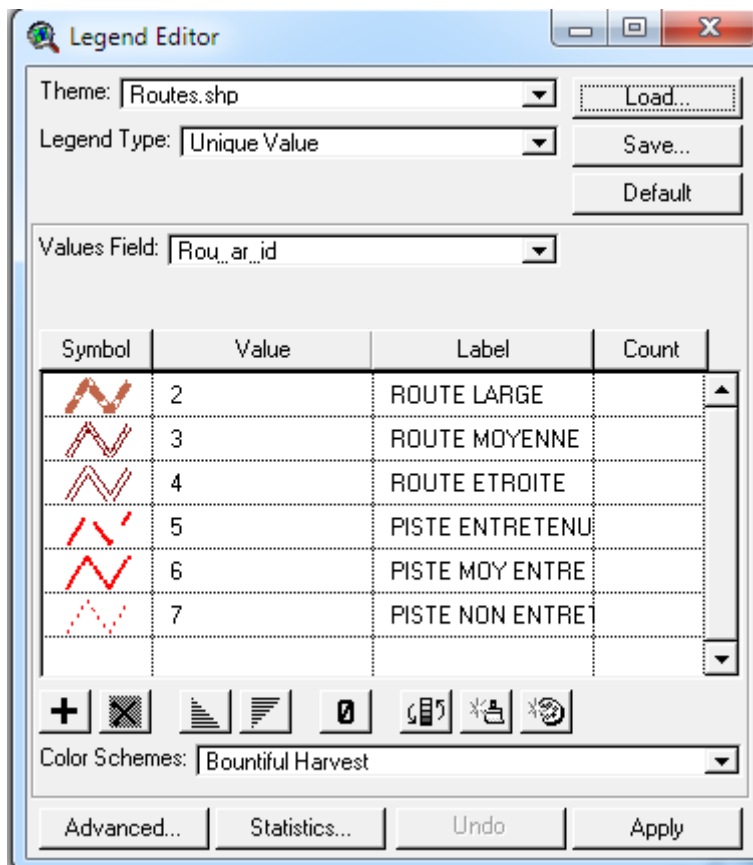 Legend Editor
Theme: Routes.shp
Load...
Legend Type: Unique Value
Save...
Default
Values Field: Rou_ar_id
Symbol Value Label Count
2 ROUTE LARGE
3 ROUTE MOYENNE
4 ROUTE ETROITE
5 PISTE ENTRETENU
6 PISTE MOY ENTRE
7 PISTE NON ENTRET
0
Color Schemes: Bountiful Harvest
Advanced... Statistics... Undo Apply